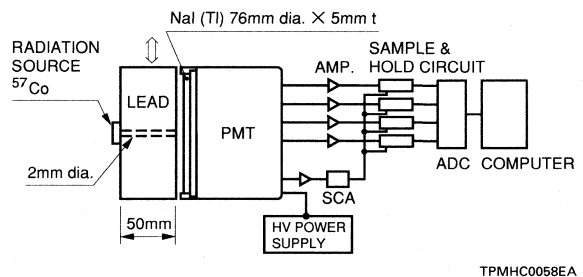 NaI (Tl) 76mm dia. × 5mm t
RADIATION
SOURCE
57Co
LEAD
2mm dia.
50mm
PMT
AMP.
SAMPLE &
HOLD CIRCUIT
SCA
HV POWER
SUPPLY
ADC
COMPUTER
TPMHC0058EA